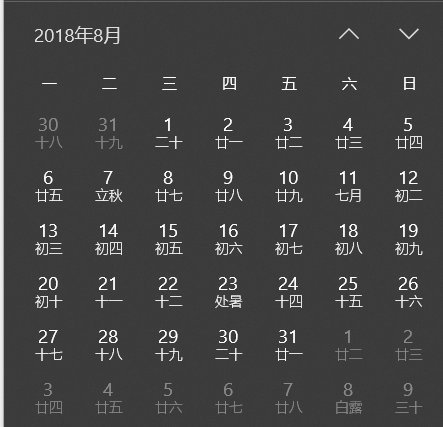 2018年8月
一 二 三 四 五 六 日
30 31 1 2 3 4 5
十八 十九 二十 廿一 廿二 廿三 廿四
6 7 8 9 10 11 12
廿五 立秋 廿七 廿八 廿九 七月 初二
13 14 15 16 17 18 19
初三 初四 初五 初六 初七 初八 初九
20 21 22 23 24 25 26
初十 十一 十二 处暑 十四 十五 十六
27 28 29 30 31 1 2
十七 十八 十九 二十 廿一 廿二 廿三
3 4 5 6 7 8 9
廿四 廿五 廿六 廿七 廿八 白露 三十